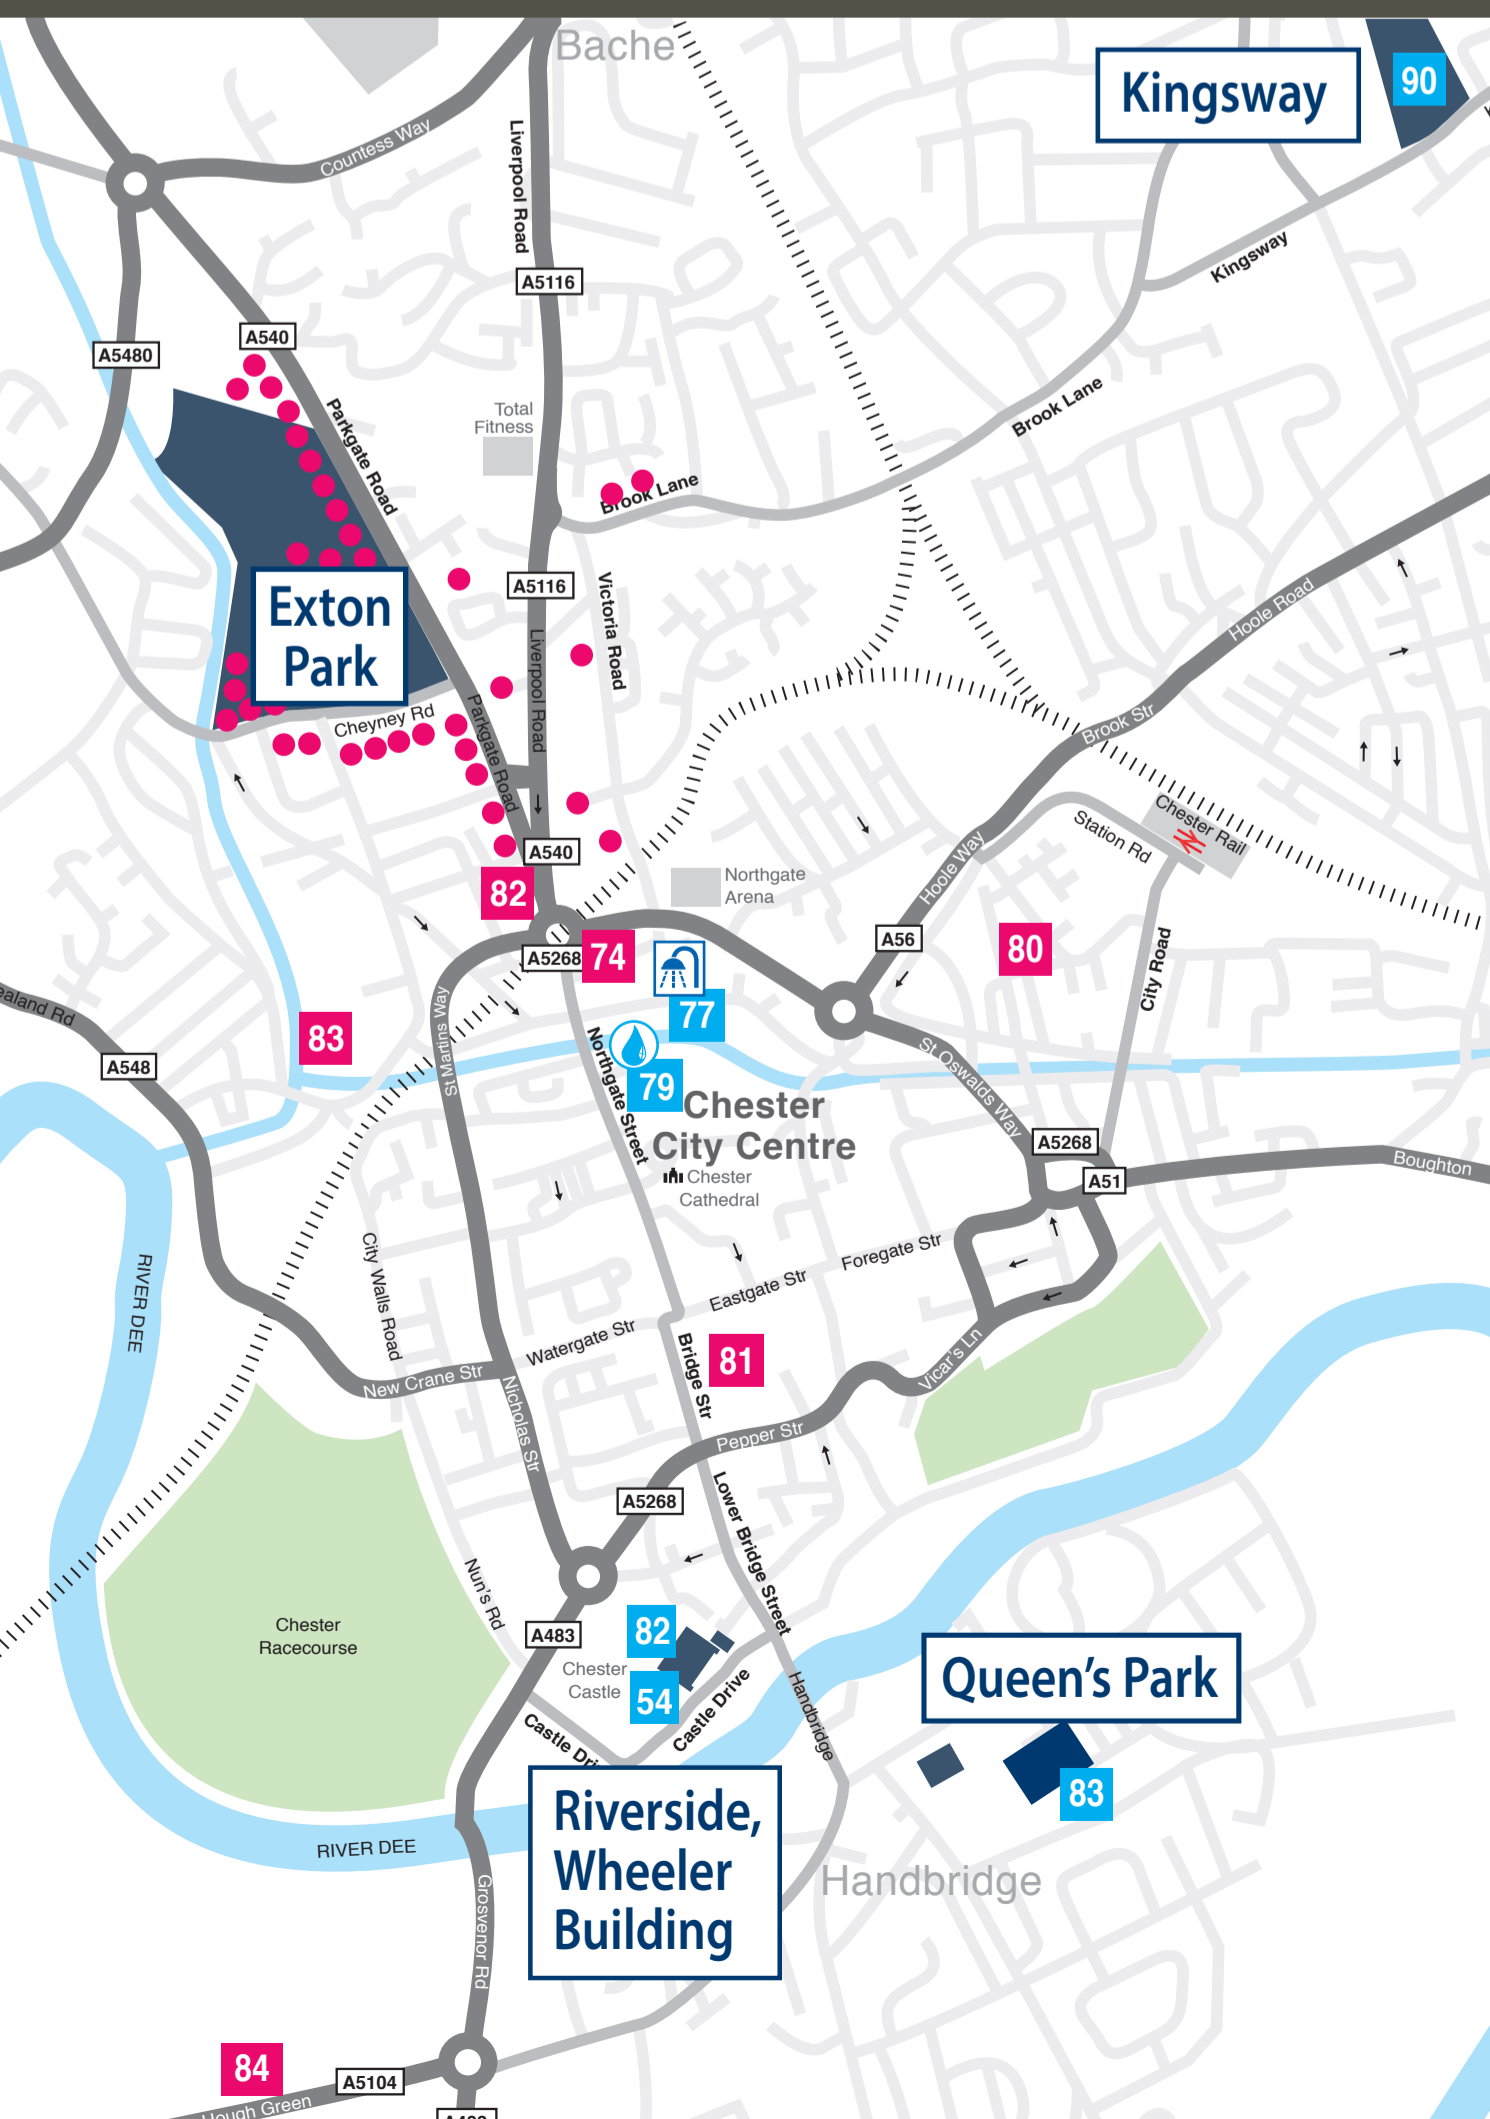 Bache
Kingsway
90
Countess Way
Liverpool Road
A5116
Kingsway
A540
A5480
Parkgate Road
Total
Fitness
Brook Lane
Brook Lane
Exton
Park
A5116
Victoria Road
Liverpool Road
Hoole Road
Cheyney Rd
Parkgate Road
Brook Str
A540
Station Rd
Chester Rail
Hoole Way
82
Northgate
Arena
A56
80
City Road
A5268
74
77
St Martins Way
83
A548
Northgate Street
79
Chester
City Centre
St Oswalds Way
A5268
A51
Boughton
Chester
Cathedral
RIVER DEE
City Walls Road
Foregate Str
Eastgate Str
Watergate Str
Bridge Str
81
Vicar's Ln
New Crane Str
Nicholas Str
Pepper Str
A5268
Lower Bridge Street
Nun's Rd
Chester
Racecourse
A483
82
Chester
Castle
54
Castle Drive
Handbridge
Queen's Park
83
Riverside,
Wheeler
Building
RIVER DEE
Handbridge
Grosvenor Rd
84
A5104
Hough Green